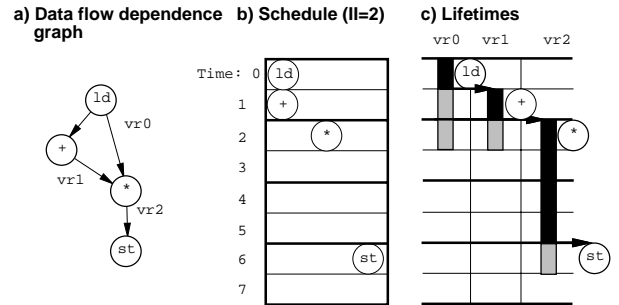 a) Data flow dependence graph
b) Schedule (II=2)
c) Lifetimes
ld
vr0
+
vr1
*
vr2
st
Time: 0
1
2
3
4
5
6
7
ld
+
*
st
vr0 vr1 vr2
ld
+
*
st